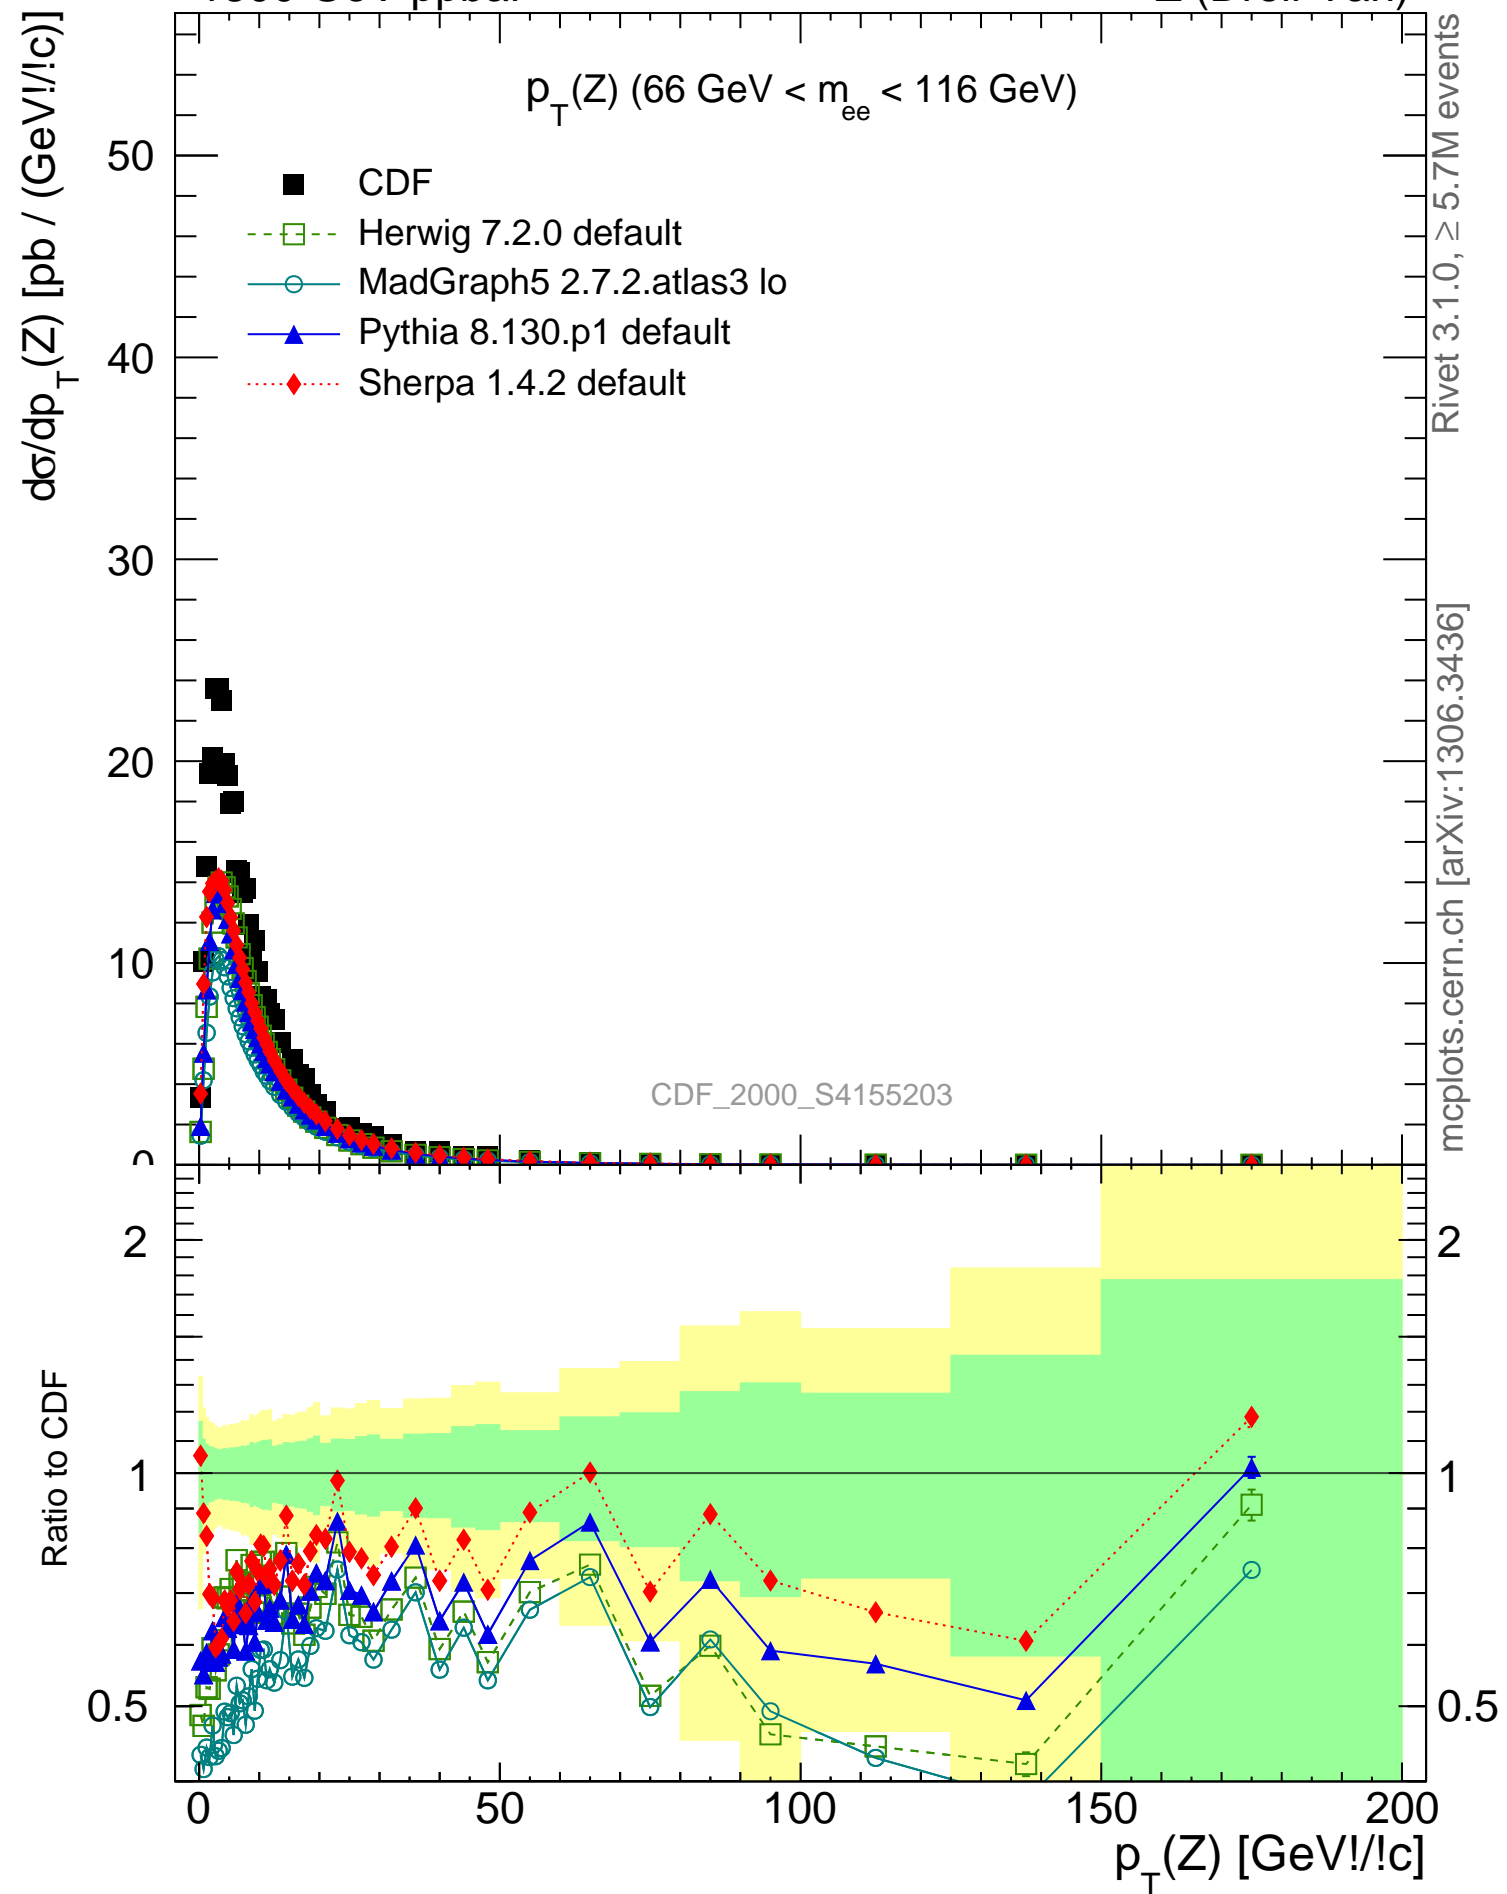 p_T(Z) (66 GeV < m_ee < 116 GeV)
CDF
Herwig 7.2.0 default
MadGraph5 2.7.2.atlas3 lo
Pythia 8.130.p1 default
Sherpa 1.4.2 default
dσ/dp_T(Z) [pb / (GeV!/!c)]
50
40
30
20
10
0
CDF_2000_S4155203
Rivet 3.1.0, ≥ 5.7M events
mcplots.cern.ch [arXiv:1306.3436]
Ratio to CDF
2
1
0.5
2
1
0.5
0
50
100
150
200
p_T(Z) [GeV!/!c]